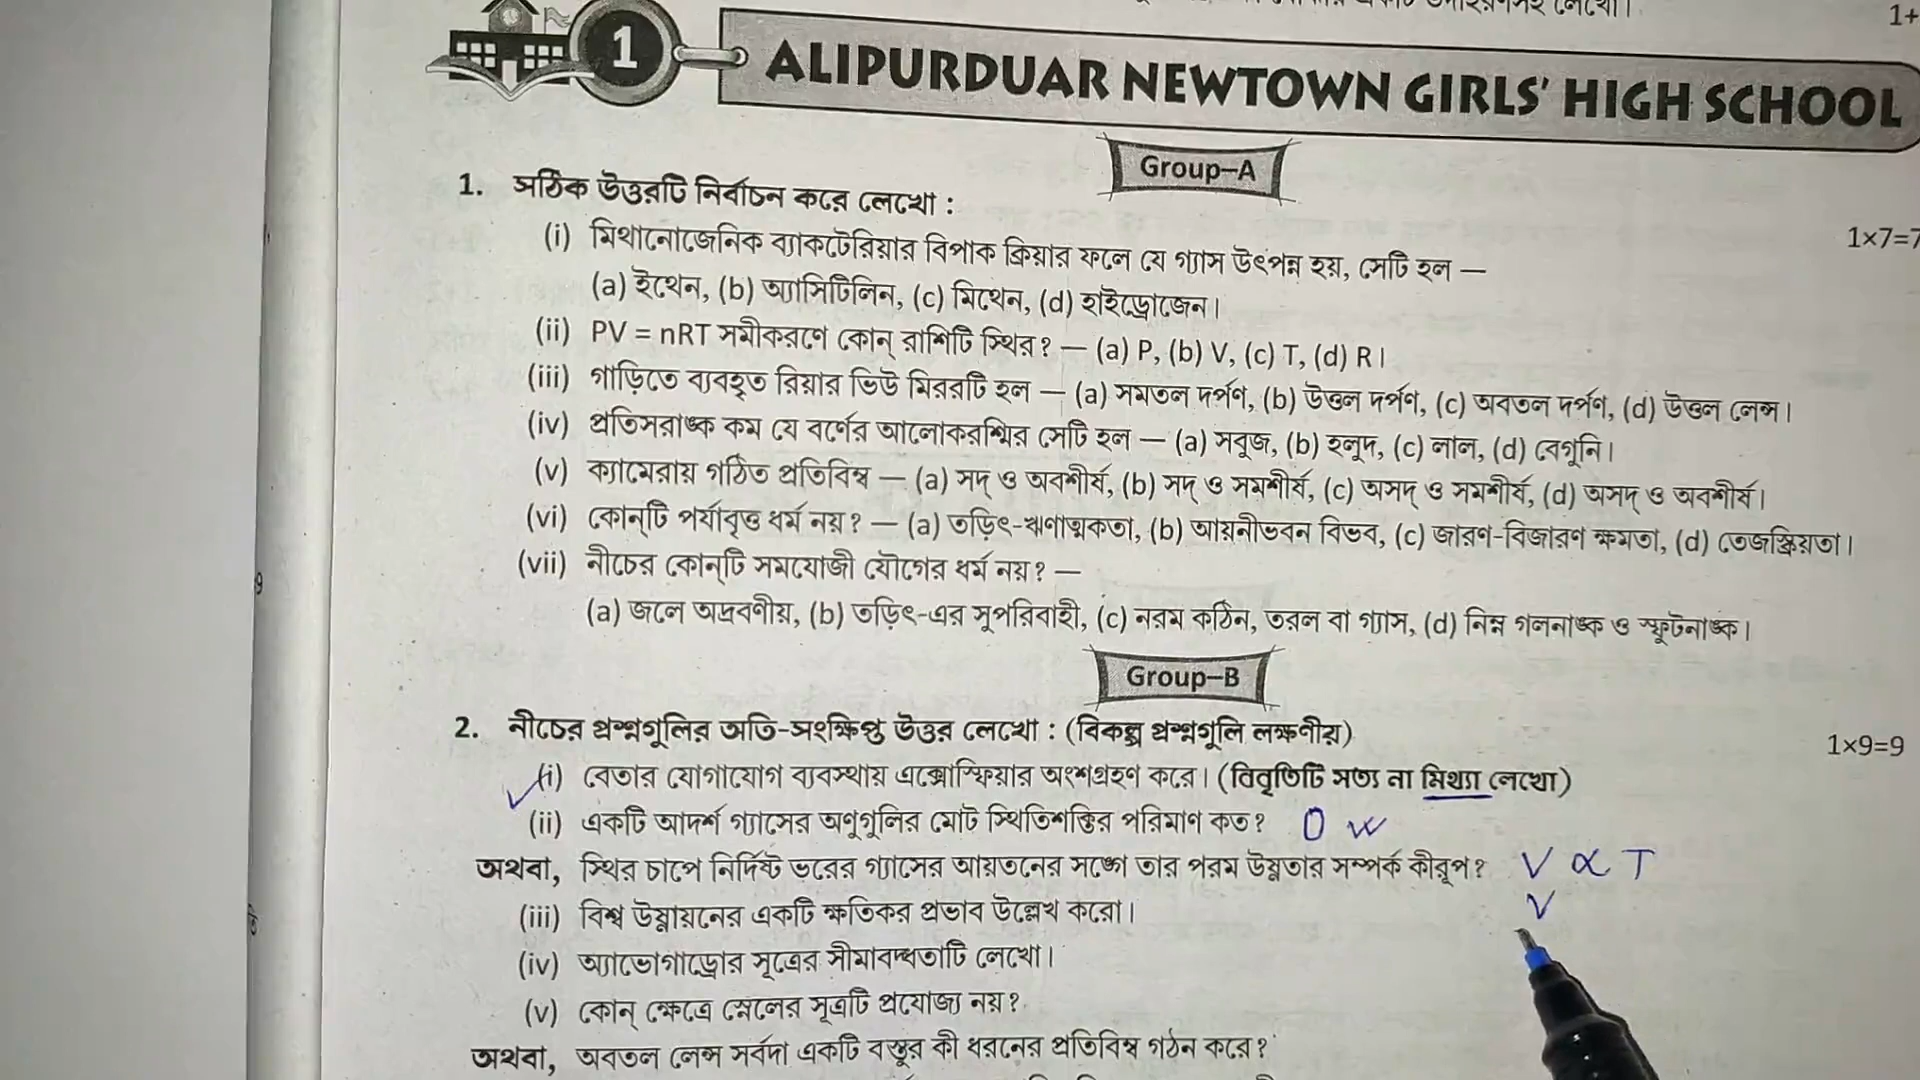 1+
1
ALIPURDUAR NEWTOWN GIRLS' HIGH SCHOOL
Group–A
1. সঠিক উত্তরটি নির্বাচন করে লেখো :
1×7=7
(i) মিথানোজেনিক ব্যাকটেরিয়ার বিপাক ক্রিয়ার ফলে যে গ্যাস উৎপন্ন হয়, সেটি হল —
(a) ইথেন, (b) অ্যাসিটিলিন, (c) মিথেন, (d) হাইড্রোজেন।
(ii) PV = nRT সমীকরণে কোন্ রাশিটি স্থির? — (a) P, (b) V, (c) T, (d) R।
(iii) গাড়িতে ব্যবহৃত রিয়ার ভিউ মিররটি হল — (a) সমতল দর্পণ, (b) উত্তল দর্পণ, (c) অবতল দর্পণ, (d) উত্তল লেন্স।
(iv) প্রতিসরাঙ্ক কম যে বর্ণের আলোকরশ্মির সেটি হল — (a) সবুজ, (b) হলুদ, (c) লাল, (d) বেগুনি।
(v) ক্যামেরায় গঠিত প্রতিবিম্ব — (a) সদ্ ও অবশীর্ষ, (b) সদ্ ও সমশীর্ষ, (c) অসদ্ ও সমশীর্ষ, (d) অসদ্ ও অবশীর্ষ।
(vi) কোন্‌টি পর্যাবৃত্ত ধর্ম নয়? — (a) তড়িৎ-ঋণাত্মকতা, (b) আয়নীভবন বিভব, (c) জারণ-বিজারণ ক্ষমতা, (d) তেজস্ক্রিয়তা।
(vii) নীচের কোন্‌টি সমযোজী যৌগের ধর্ম নয়? —
(a) জলে অদ্রবণীয়, (b) তড়িৎ-এর সুপরিবাহী, (c) নরম কঠিন, তরল বা গ্যাস, (d) নিম্ন গলনাঙ্ক ও স্ফুটনাঙ্ক।
Group–B
2. নীচের প্রশ্নগুলির অতি-সংক্ষিপ্ত উত্তর লেখো : (বিকল্প প্রশ্নগুলি লক্ষণীয়)
1×9=9
(i) বেতার যোগাযোগ ব্যবস্থায় এক্সোস্ফিয়ার অংশগ্রহণ করে। (বিবৃতিটি সত্য না মিথ্যা লেখো)
(ii) একটি আদর্শ গ্যাসের অণুগুলির মোট স্থিতিশক্তির পরিমাণ কত? 0
অথবা, স্থির চাপে নির্দিষ্ট ভরের গ্যাসের আয়তনের সঙ্গে তার পরম উষ্ণতার সম্পর্ক কীরূপ? V ∝ T
(iii) বিশ্ব উষ্ণায়নের একটি ক্ষতিকর প্রভাব উল্লেখ করো। V
(iv) অ্যাভোগাড্রোর সূত্রের সীমাবদ্ধতাটি লেখো।
(v) কোন্ ক্ষেত্রে স্নেলের সূত্রটি প্রযোজ্য নয়?
অথবা, অবতল লেন্স সর্বদা একটি বস্তুর কী ধরনের প্রতিবিম্ব গঠন করে?